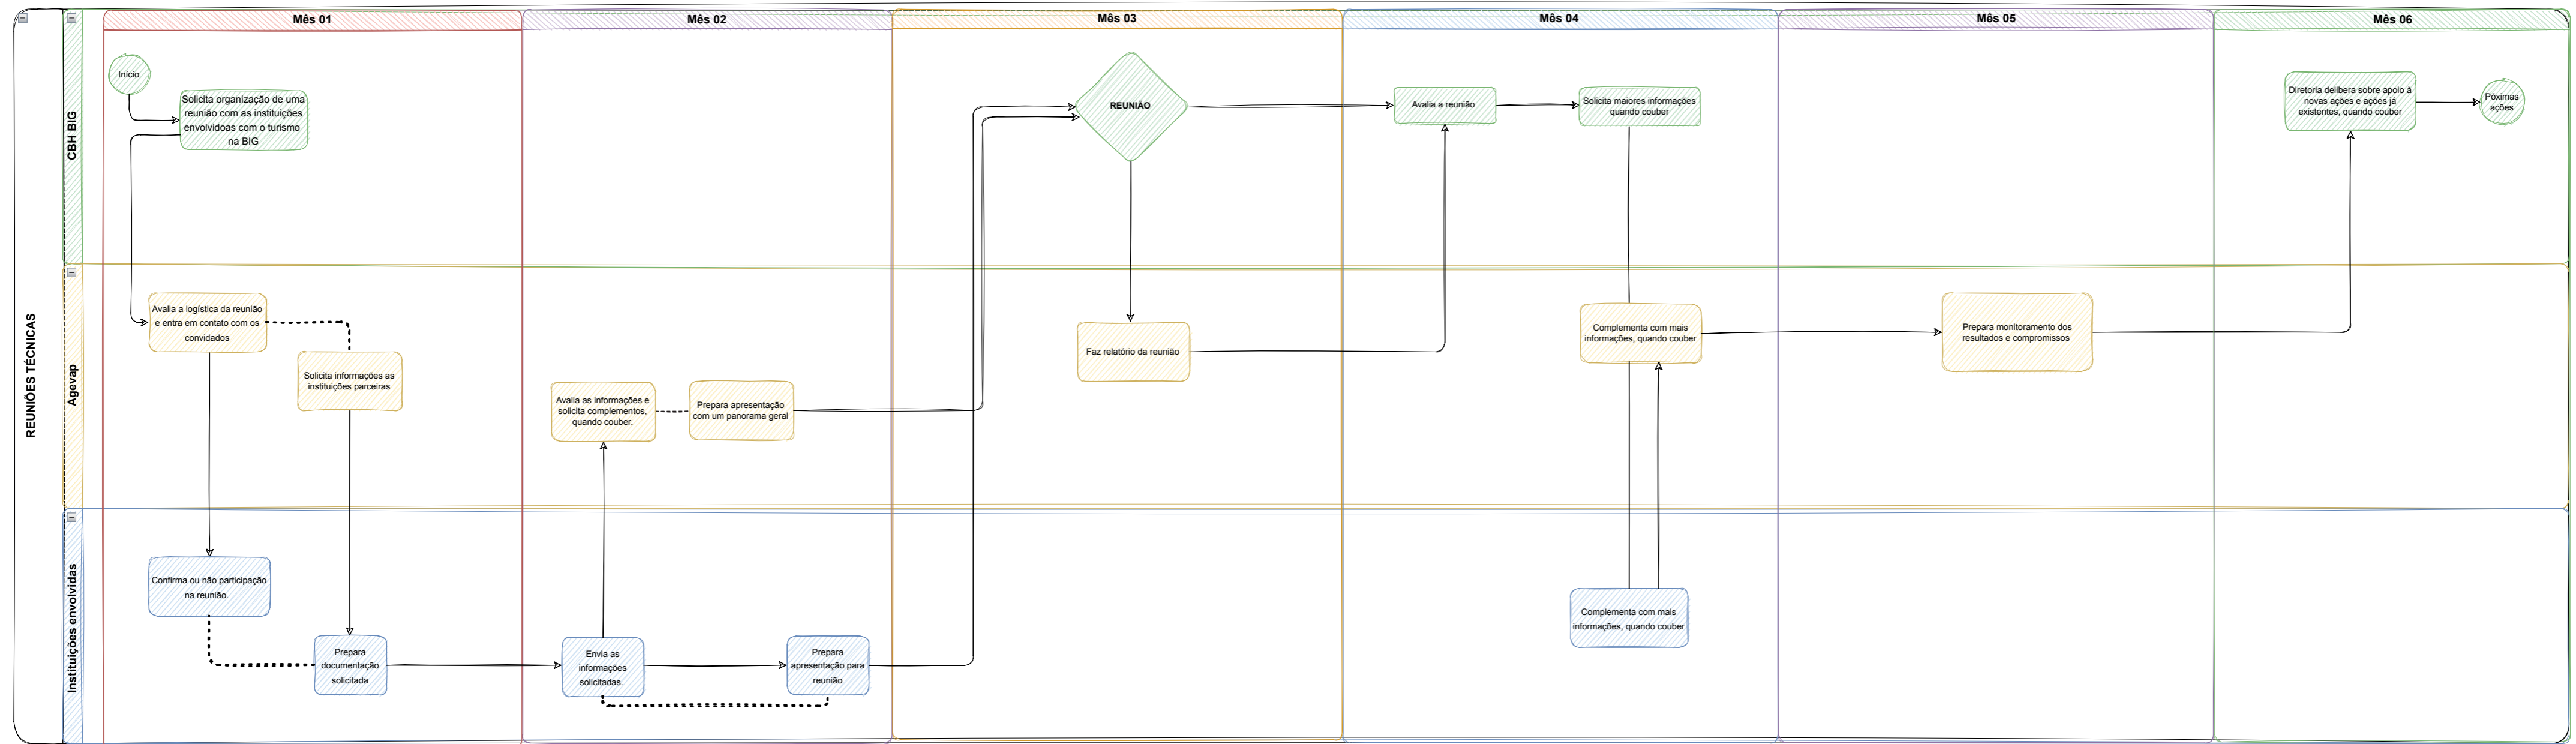 REUNIÕES TÉCNICAS
Mês 01
Mês 02
Mês 03
Mês 04
Mês 05
Mês 06
CBH BIG
Início
Solicita organização de uma
reunião com as instituições
envolvidoas com o turismo
na BIG
REUNIÃO
Avalia a reunião
Solicita maiores informações
quando couber
Diretoria delibera sobre apoio à
novas ações e ações já
existentes, quando couber
Póximas
ações
Agevap
Avalia a logística da reunião
e entra em contato com os
convidados
Solicita informações as
instituições parceiras
Avalia as informações e
solicita complementos,
quando couber.
Prepara apresentação
com um panorama geral
Faz relatório da reunião
Complementa com mais
informações, quando couber
Prepara monitoramento dos
resultados e compromissos
Instituições envolvidas
Confirma ou não participação
na reunião.
Prepara
documentação
solicitada
Envia as
informações
solicitadas.
Prepara
apresentação para
reunião
Complementa com mais
informações, quando couber